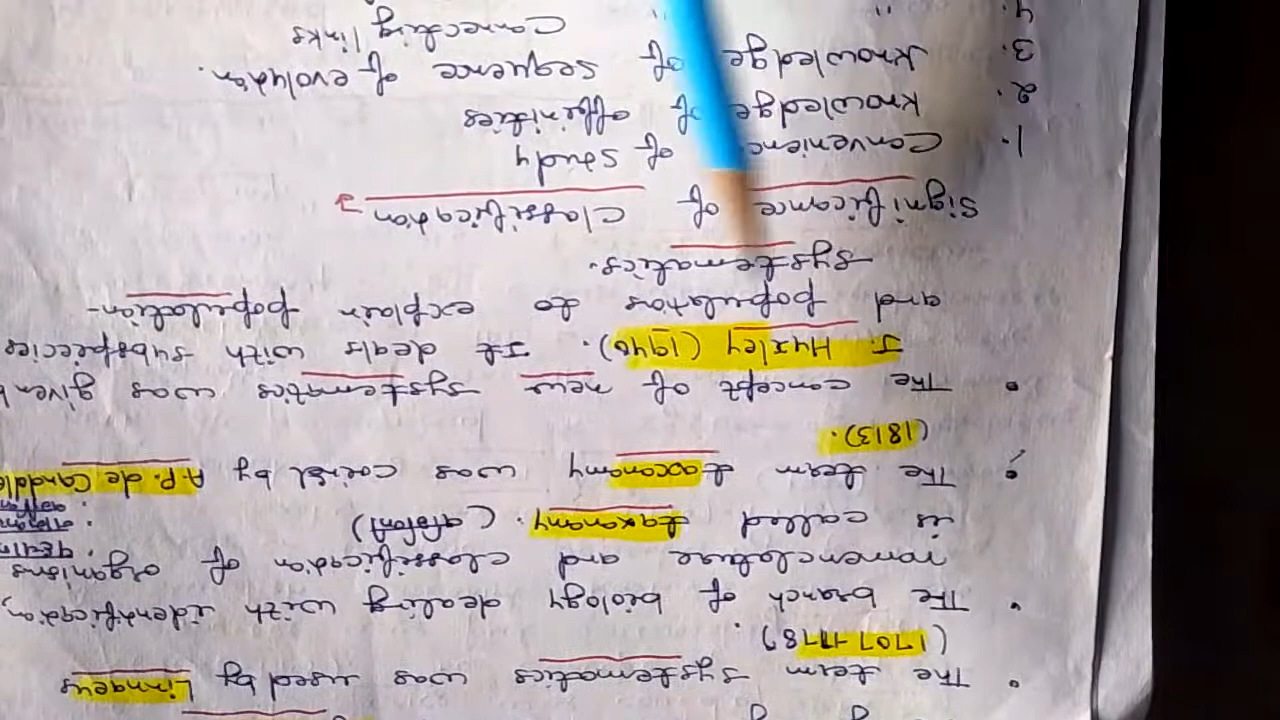 • The term systematics was used by Linnaeus
(1707-1778).
• The branch of biology dealing with identification,
nomenclature and classification of organisms
is called taxonomy.
• The term taxonomy was coined by A.P. de Candolle
(1813).
• The concept of new systematics was given b
J. Huxley (1940). It deals with subspecies
and population to explain population-
systematics.
Significance of classification →
1. Convenience of study
2. Knowledge of affinities
3. Knowledge of sequence of evolution.
4. " " connecting links